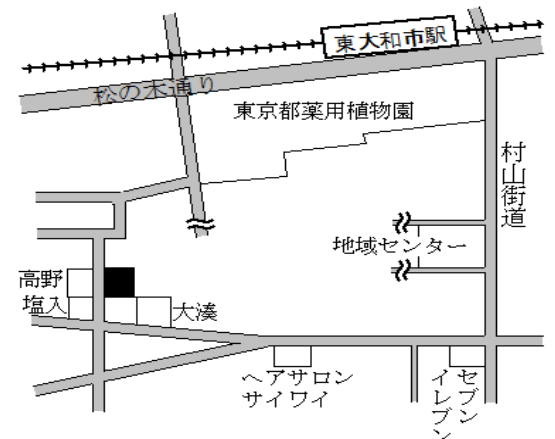 東大和市駅
松の木通り
東京都薬用植物園
村山街道
地域センター
高野
塩入
大湊
ヘアサロン
サイワイ
セブン
イレブン